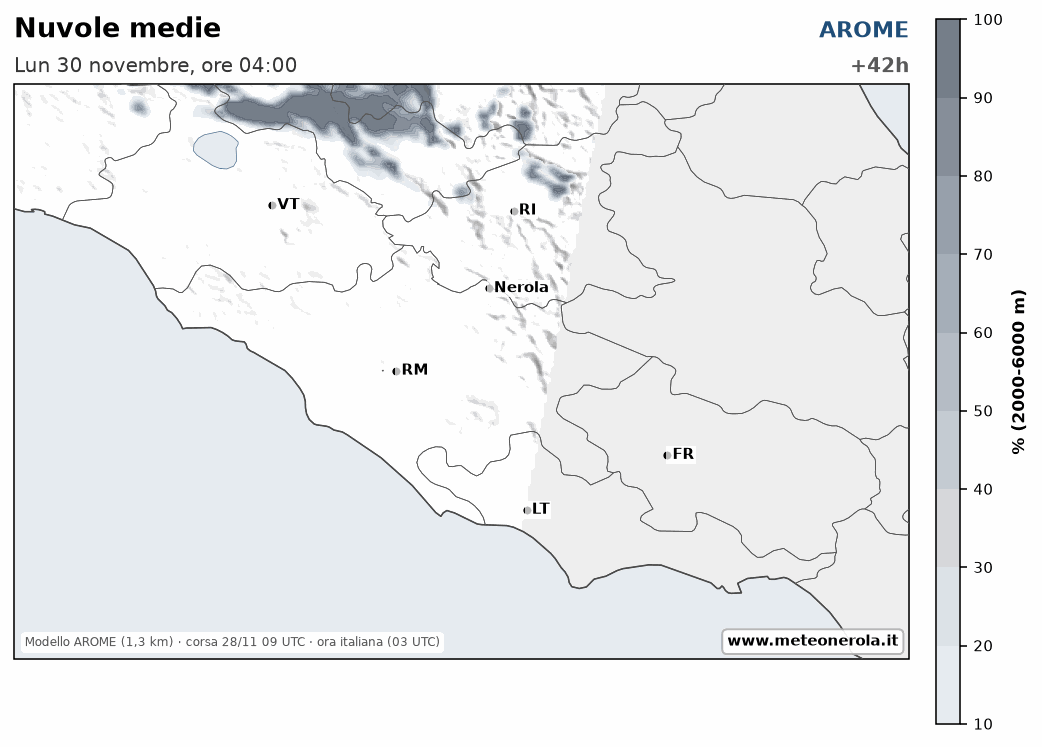 Nuvole medie
AROME
Lun 30 novembre, ore 04:00
+42h
100
90
80
70
60
50
40
30
20
10
% (2000-6000 m)
VT
RI
Nerola
RM
FR
LT
Modello AROME (1,3 km) · corsa 28/11 09 UTC · ora italiana (03 UTC)
www.meteonerola.it